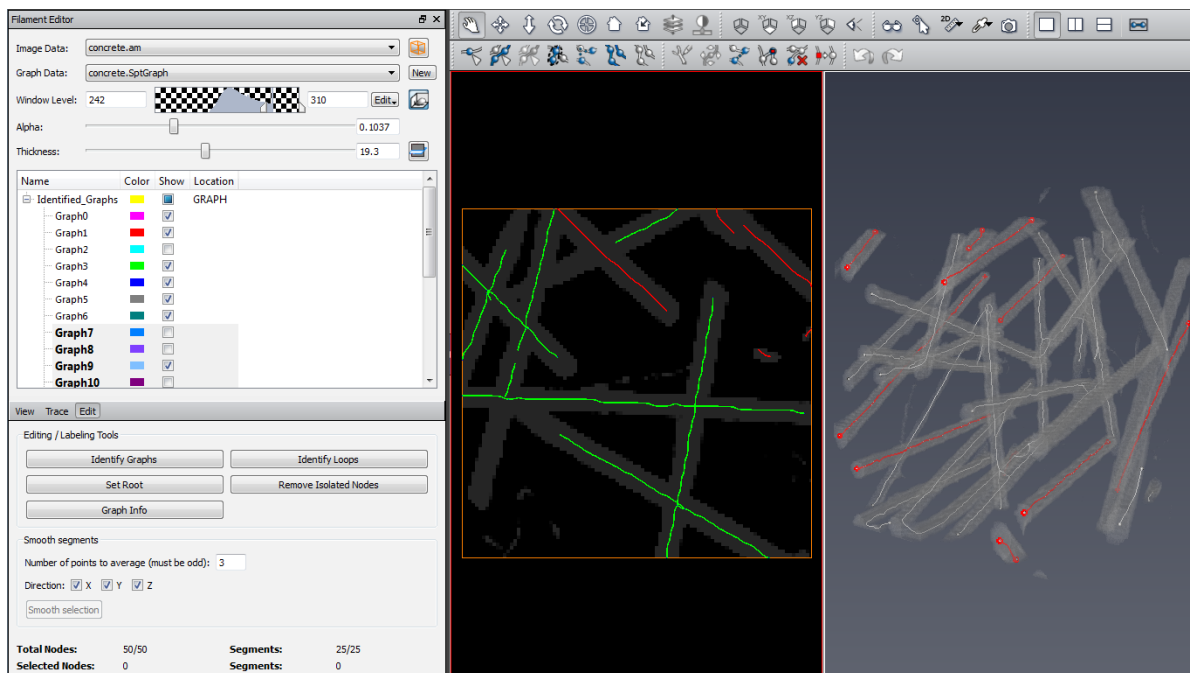 Filament Editor
Image Data: concrete.am
Graph Data: concrete.SptGraph New
Window Level: 242 310 Edit
Alpha: 0.1037
Thickness: 19.3
Name Color Show Location
Identified_Graphs GRAPH
Graph0
Graph1
Graph2
Graph3
Graph4
Graph5
Graph6
Graph7
Graph8
Graph9
Graph10
View Trace Edit
Editing / Labeling Tools
Identify Graphs Identify Loops
Set Root Remove Isolated Nodes
Graph Info
Smooth segments
Number of points to average (must be odd): 3
Direction: X Y Z
Smooth selection
Total Nodes: 50/50 Segments: 25/25
Selected Nodes: 0 Segments: 0
2D
XY
XZ
YZ